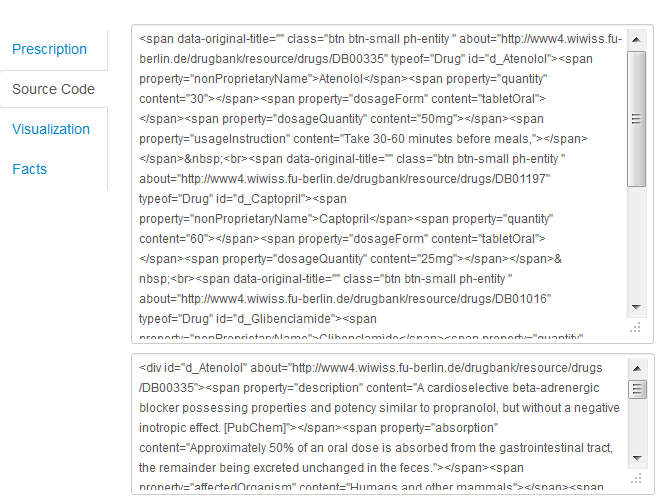 Prescription
Source Code
Visualization
Facts
<span data-original-title="" class="btn btn-small ph-entity " about="http://www4.wiwiss.fu-
berlin.de/drugbank/resource/drugs/DB00335" typeof="Drug" id="d_Atenolol"><span
property="nonProprietaryName">Atenolol</span><span property="quantity"
content="30"></span><span property="dosageForm" content="tabletOral">
</span><span property="dosageQuantity" content="50mg"></span><span
property="usageInstruction" content="Take 30-60 minutes before meals,"></span>
</span>&nbsp;<br><span data-original-title="" class="btn btn-small ph-entity "
about="http://www4.wiwiss.fu-berlin.de/drugbank/resource/drugs/DB01197"
typeof="Drug" id="d_Captopril"><span
property="nonProprietaryName">Captopril</span><span property="quantity"
content="60"></span><span property="dosageForm" content="tabletOral">
</span><span property="dosageQuantity" content="25mg"></span></span>&
nbsp;<br><span data-original-title="" class="btn btn-small ph-entity "
about="http://www4.wiwiss.fu-berlin.de/drugbank/resource/drugs/DB01016"
typeof="Drug" id="d_Glibenclamide"><span
property="nonProprietaryName">Glibenclamide</span><span property="quantity"
<div id="d_Atenolol" about="http://www4.wiwiss.fu-berlin.de/drugbank/resource/drugs
/DB00335"><span property="description" content="A cardioselective beta-adrenergic
blocker possessing properties and potency similar to propranolol, but without a negative
inotropic effect. [PubChem]"></span><span property="absorption"
content="Approximately 50% of an oral dose is absorbed from the gastrointestinal tract,
the remainder being excreted unchanged in the feces."></span><span
property="affectedOrganism" content="Humans and other mammals"></span><span